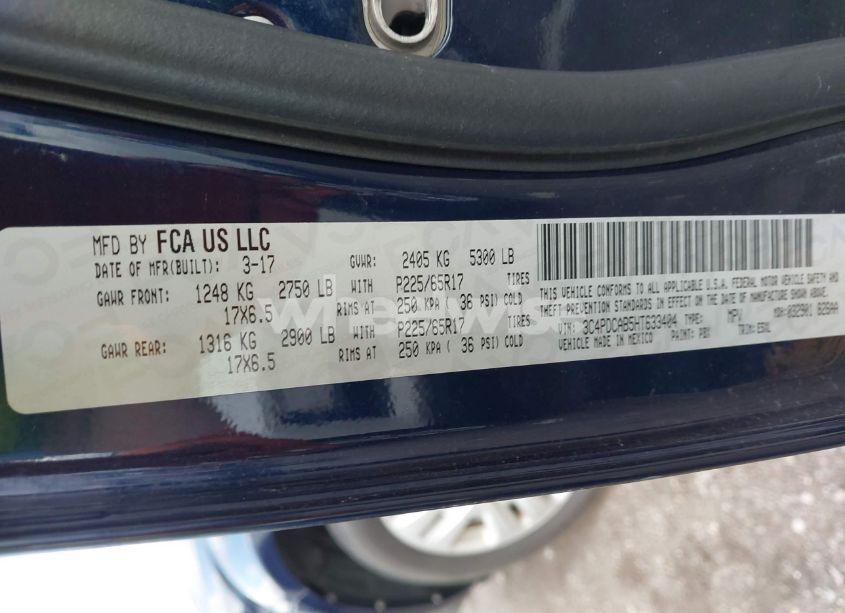 MFD BY FCA US LLC
DATE OF MFR(BUILT): 3-17 GVWR: 2405 KG 5300 LB
GAWR FRONT: 1248 KG 2750 LB WITH P225/65R17 TIRES
17X6.5 RIMS AT 250 KPA ( 36 PSI) COLD
GAWR REAR: 1316 KG 2900 LB WITH P225/65R17 TIRES
17X6.5 RIMS AT 250 KPA ( 36 PSI) COLD
THIS VEHICLE CONFORMS TO ALL APPLICABLE U.S.A. FEDERAL MOTOR VEHICLE SAFETY AND
THEFT PREVENTION STANDARDS IN EFFECT ON THE DATE OF MANUFACTURE SHOWN ABOVE.
VIN: 3C4PDCAB5HT633404 TYPE: MPV MDH: 032901 626AA
VEHICLE MADE IN MEXICO PAINT: PBX TRIM: